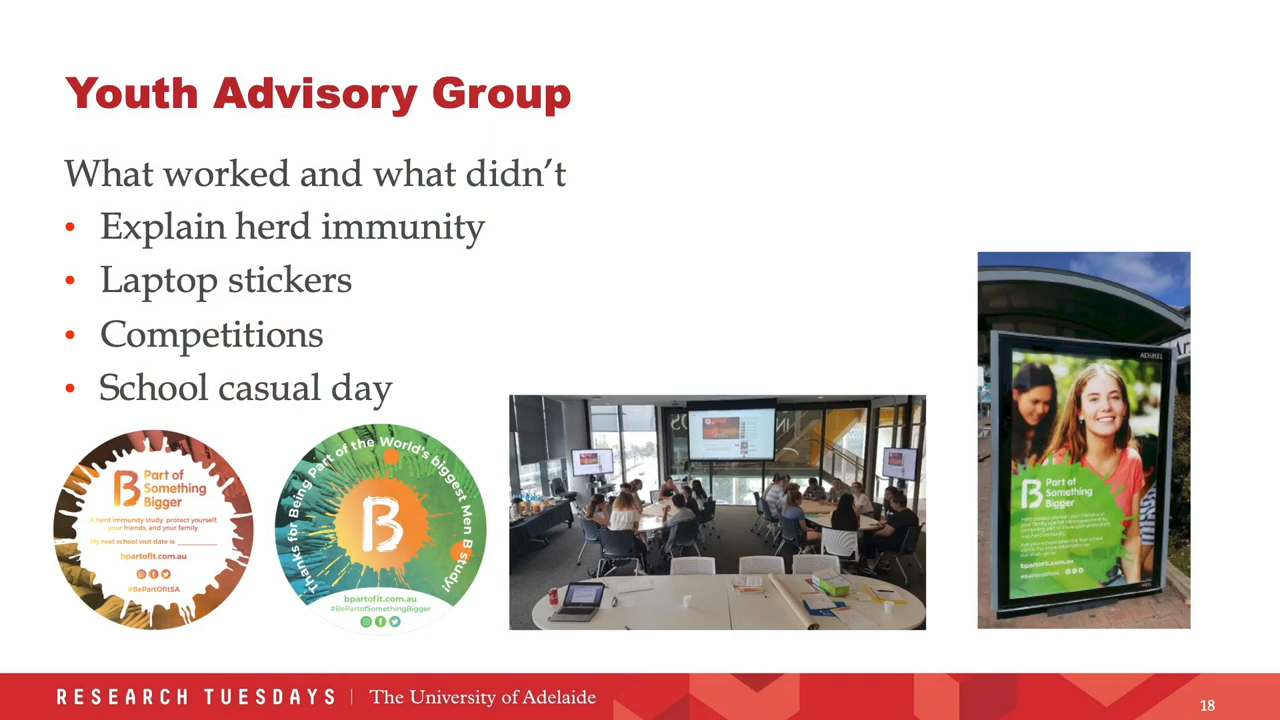 Youth Advisory Group
What worked and what didn’t
• Explain herd immunity
• Laptop stickers
• Competitions
• School casual day
B Part of
Something
Bigger
A herd immunity study: protect yourself,
your friends, and your family.
My next school visit date is: ________
bpartofit.com.au
#BePartOfItSA
Thanks for Being Part of the World's biggest Men B study!
B
bpartofit.com.au
#BePartofSomethingBigger
ADSHEL
B Part of
Something
Bigger
bpartofit.com.au
RESEARCH TUESDAYS | The University of Adelaide
18